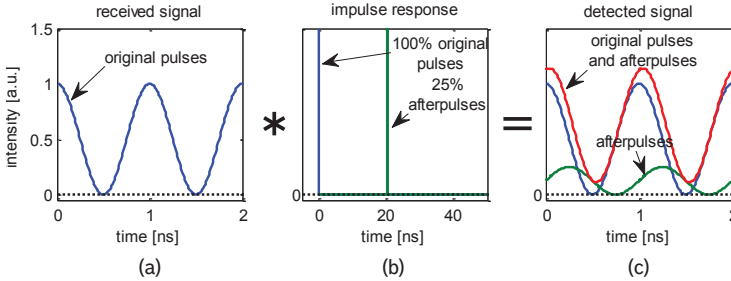 received signal
1.5
original pulses
1
0.5
0
intensity [a.u.]
0
1
2
time [ns]
(a)
*
impulse response
100% original
pulses
25%
afterpulses
0
0
20
40
time [ns]
(b)
=
detected signal
original pulses
and afterpulses
afterpulses
0
0
1
2
time [ns]
(c)